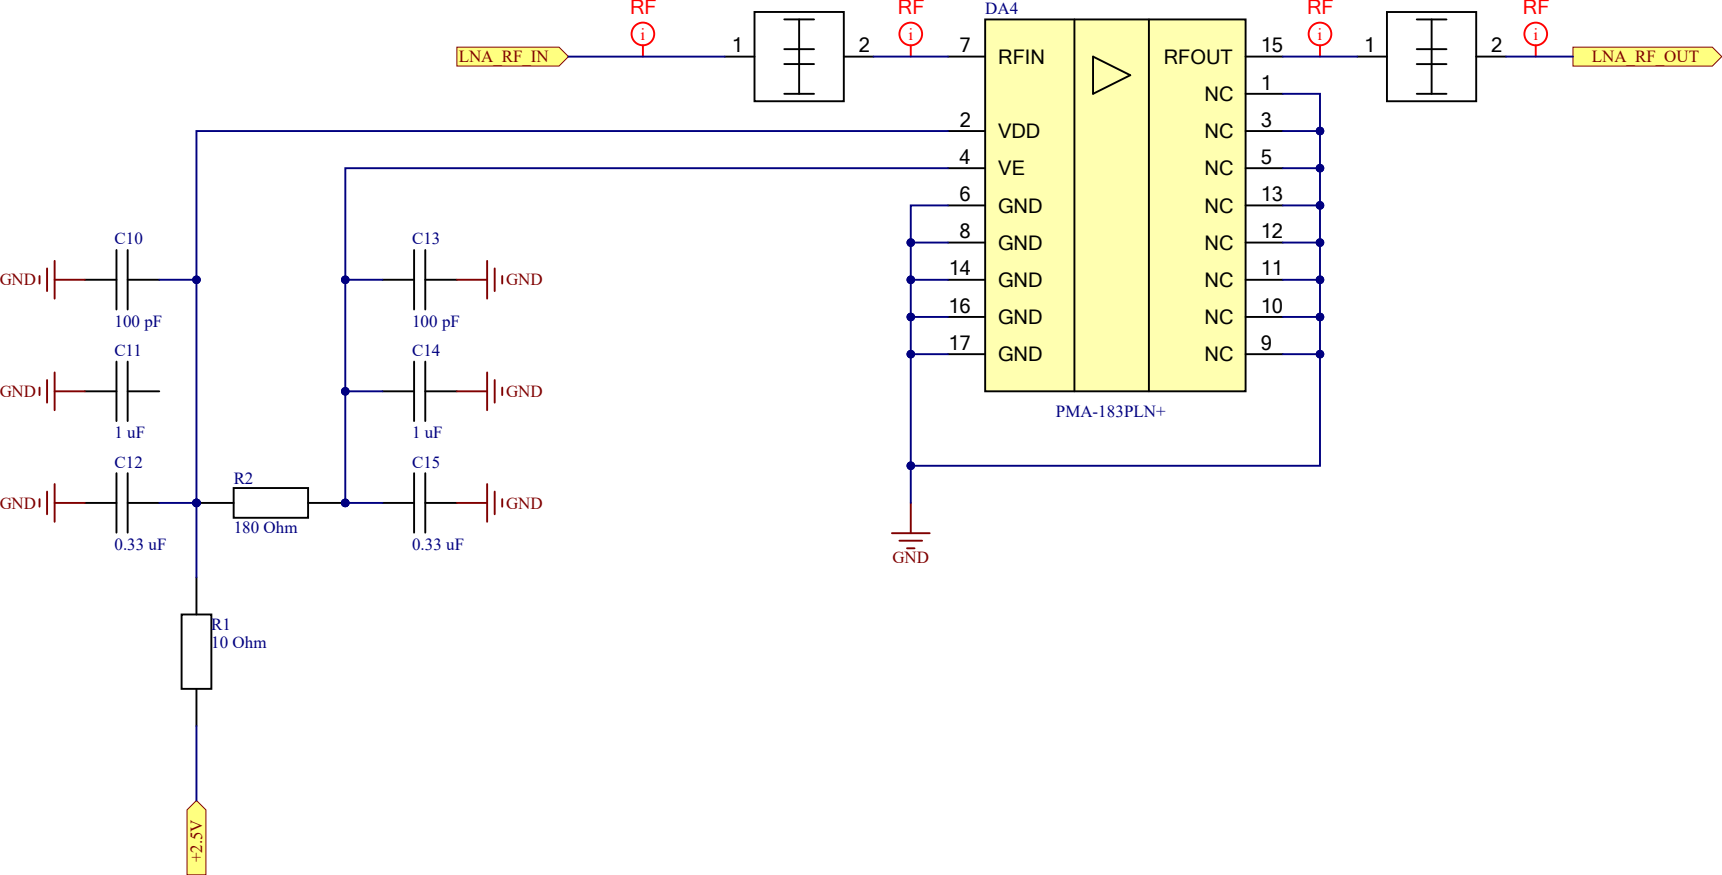 RF
RF
DA4
RF
RF
LNA_RF_IN
1
2
7
RFIN
RFOUT
15
1
2
LNA_RF_OUT
NC
1
2
VDD
NC
3
4
VE
NC
5
6
GND
NC
13
8
GND
NC
12
14
GND
NC
11
16
GND
NC
10
17
GND
NC
9
PMA-183PLN+
GND
C10
GND
100 pF
C13
GND
100 pF
C11
GND
1 uF
C14
GND
1 uF
C12
GND
0.33 uF
R2
180 Ohm
C15
GND
0.33 uF
R1
10 Ohm
+2.5V
i
i
i
i